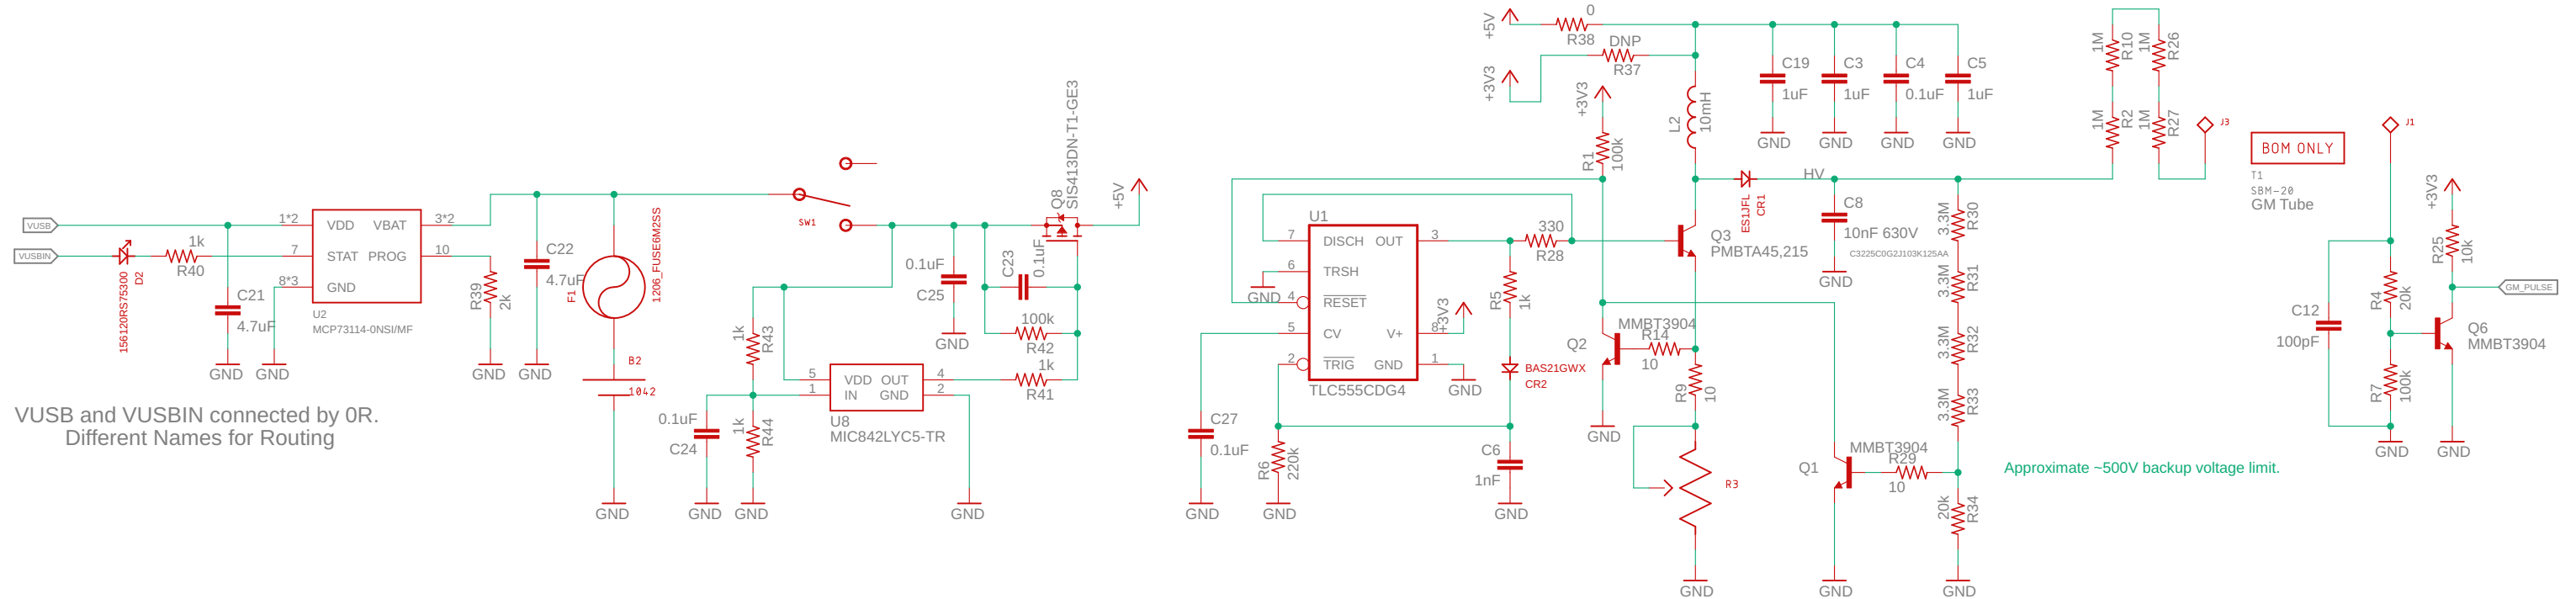 VUSB
VUSBIN
156120RS75300
D2
1k
R40
C21
4.7uF
GND
GND
1*2
7
8*3
VDD
VBAT
STAT
PROG
GND
3*2
10
U2
MCP73114-0NSI/MF
R39
2k
GND
C22
4.7uF
GND
F1
1206_FUSE6M2SS
B2
1042
GND
VUSB and VUSBIN connected by 0R.
Different Names for Routing
SW1
0.1uF
C25
GND
C23
0.1uF
100k
R42
1k
R41
Q8
SIS413DN-T1-GE3
+5V
1k
R43
0.1uF
C24
GND
1k
R44
GND
5
1
VDD
OUT
IN
GND
4
2
U8
MIC842LYC5-TR
GND
+5V
0
R38
+3V3
DNP
R37
+3V3
R1
100k
L2
10mH
C19
1uF
GND
C3
1uF
GND
C4
0.1uF
GND
C5
1uF
GND
U1
7
DISCH
OUT
3
6
TRSH
GND
4
RESET
5
CV
V+
8
+3V3
2
TRIG
GND
1
GND
TLC555CDG4
C27
0.1uF
GND
R6
220k
GND
330
R28
R5
1k
BAS21GWX
CR2
C6
1nF
GND
Q3
PMBTA45,215
ES1JFL
CR1
HV
C8
10nF 630V
C3225C0G2J103K125AA
GND
Q2
MMBT3904
R14
10
GND
R9
10
R3
GND
Q1
MMBT3904
R29
10
GND
3.3M
R30
3.3M
R31
3.3M
R32
3.3M
R33
20k
R34
GND
Approximate ~500V backup voltage limit.
1M
R10
1M
R26
1M
R2
1M
R27
J3
BOM ONLY
T1
SBM-20
GM Tube
J1
C12
100pF
R4
20k
R7
100k
GND
+3V3
R25
10k
GM_PULSE
Q6
MMBT3904
GND